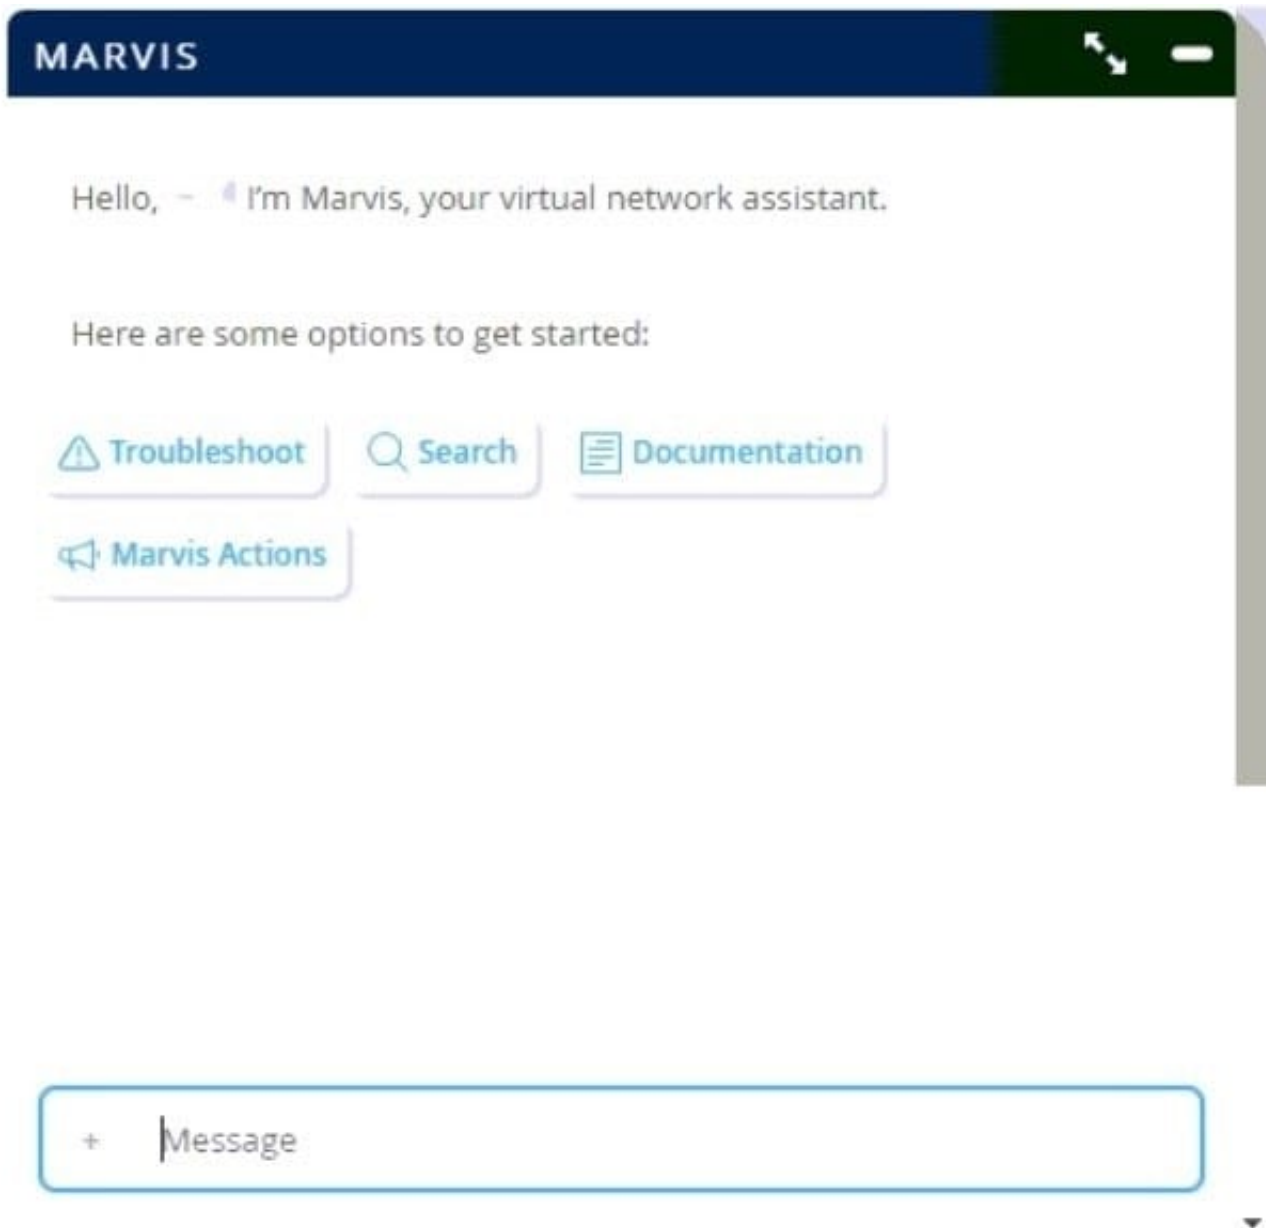 MARVIS
Hello, I'm Marvis, your virtual network assistant.
Here are some options to get started:
Troubleshoot Search Documentation
Marvis Actions
+ Message